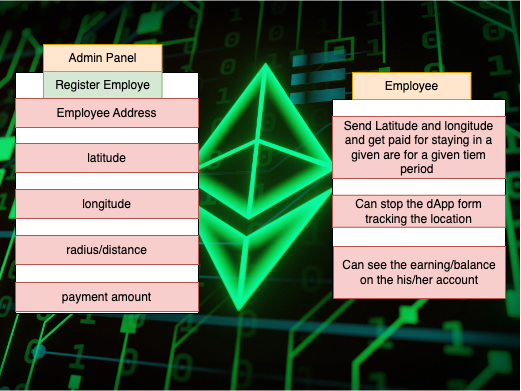 Admin Panel
Register Employe
Employee Address
latitude
longitude
radius/distance
payment amount
Employee
Send Latitude and longitude
and get paid for staying in a
given are for a given tiem
period
Can stop the dApp form
tracking the location
Can see the earning/balance
on the his/her account